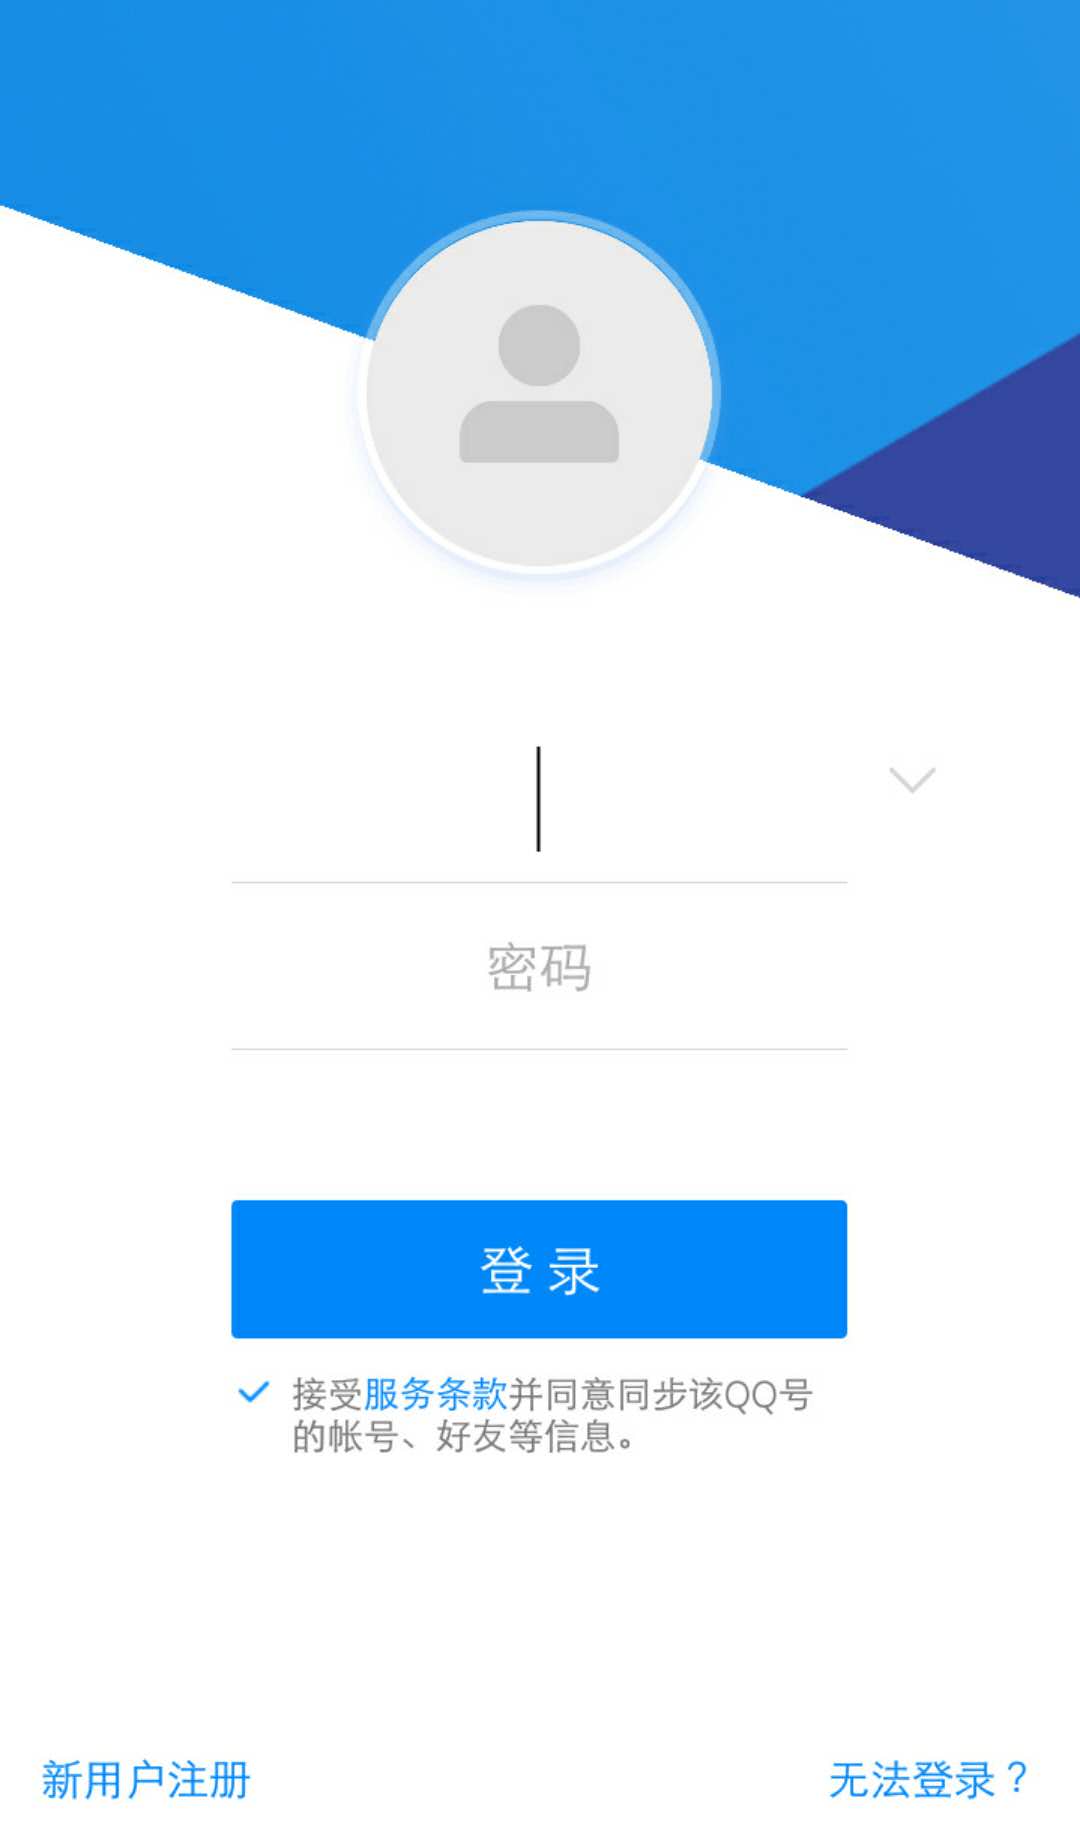 密码
登 录
接受服务条款并同意同步该QQ号
的帐号、好友等信息。
新用户注册
无法登录？